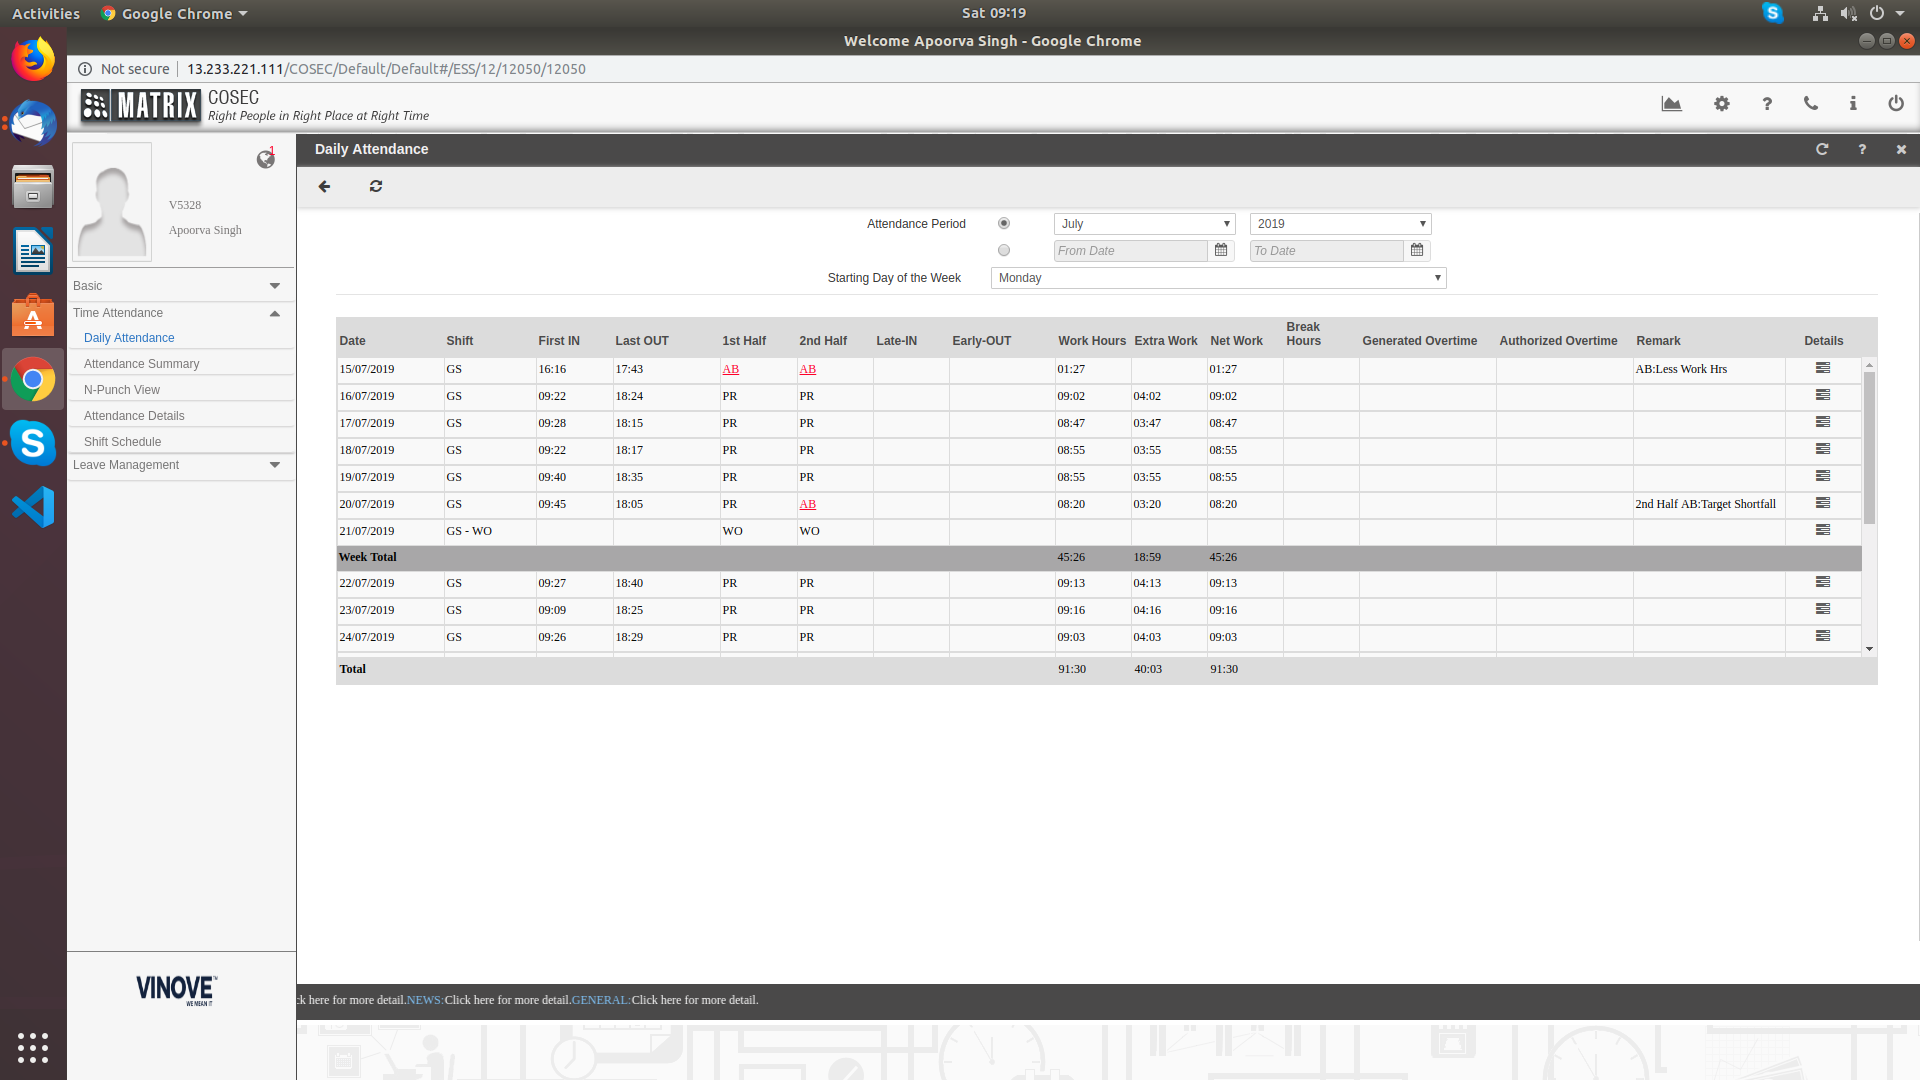 Activities Google Chrome Sat 09:19
Welcome Apoorva Singh - Google Chrome
Not secure 13.233.221.111/COSEC/Default/Default#/ESS/12/12050/12050
MATRIX COSEC
Right People in Right Place at Right Time
1
V5328
Apoorva Singh
Basic
Time Attendance
Daily Attendance
Attendance Summary
N-Punch View
Attendance Details
Shift Schedule
Leave Management
VINOVE™
WE MEAN IT
Daily Attendance
Attendance Period July 2019
From Date To Date
Starting Day of the Week Monday
Date Shift First IN Last OUT 1st Half 2nd Half Late-IN Early-OUT Work Hours Extra Work Net Work Break Hours Generated Overtime Authorized Overtime Remark Details
15/07/2019 GS 16:16 17:43 AB AB 01:27 01:27 AB:Less Work Hrs
16/07/2019 GS 09:22 18:24 PR PR 09:02 04:02 09:02
17/07/2019 GS 09:28 18:15 PR PR 08:47 03:47 08:47
18/07/2019 GS 09:22 18:17 PR PR 08:55 03:55 08:55
19/07/2019 GS 09:40 18:35 PR PR 08:55 03:55 08:55
20/07/2019 GS 09:45 18:05 PR AB 08:20 03:20 08:20 2nd Half AB:Target Shortfall
21/07/2019 GS - WO WO WO
Week Total 45:26 18:59 45:26
22/07/2019 GS 09:27 18:40 PR PR 09:13 04:13 09:13
23/07/2019 GS 09:09 18:25 PR PR 09:16 04:16 09:16
24/07/2019 GS 09:26 18:29 PR PR 09:03 04:03 09:03
Total 91:30 40:03 91:30
ck here for more detail.NEWS:Click here for more detail.GENERAL:Click here for more detail.